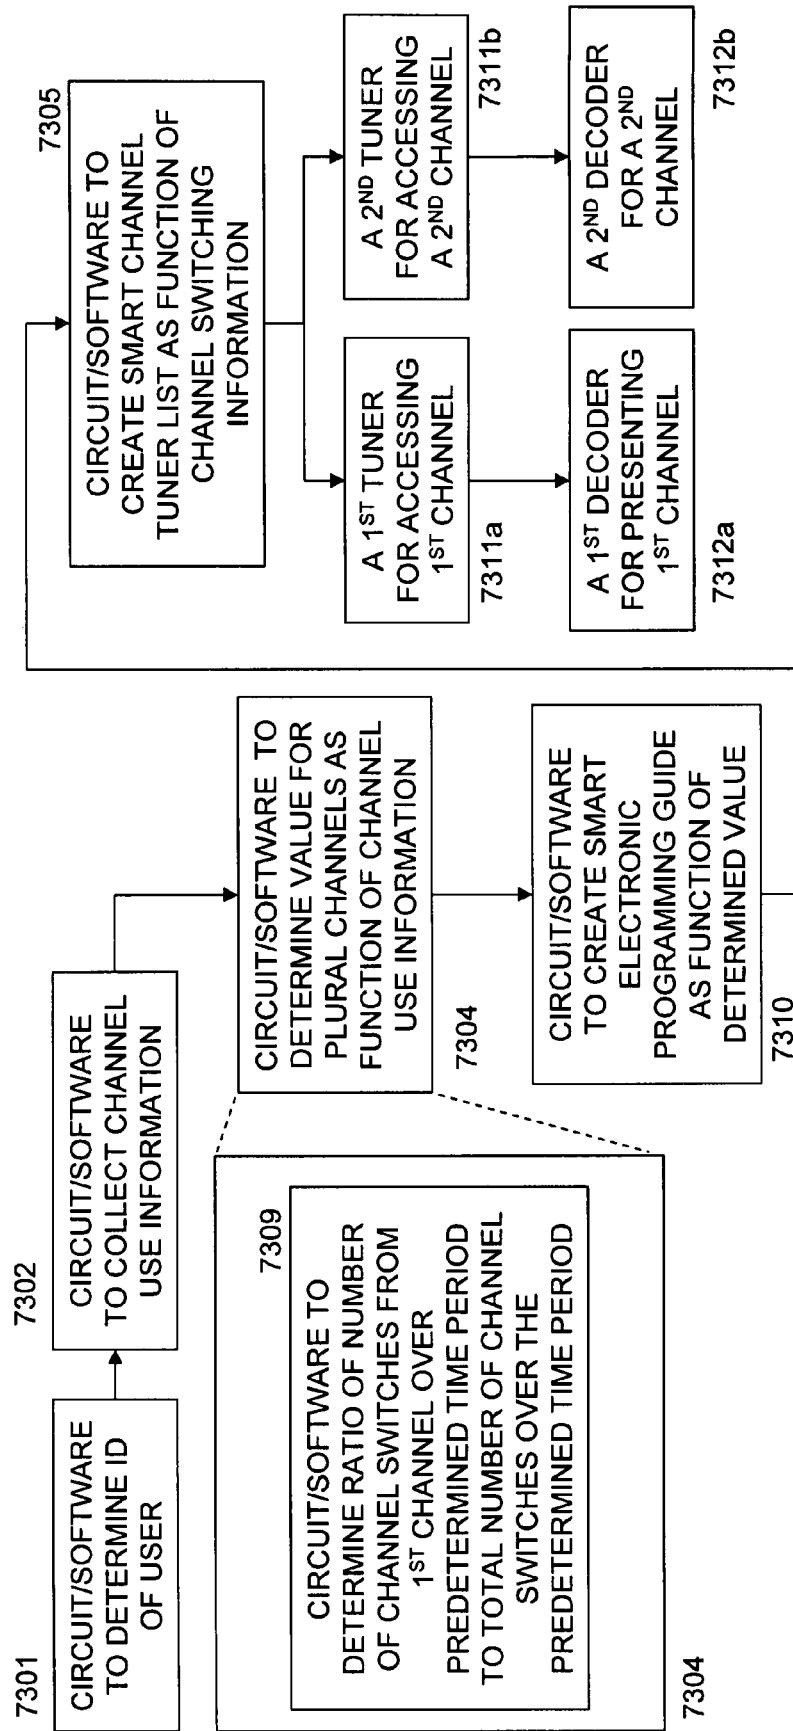 7301
CIRCUIT/SOFTWARE
TO DETERMINE ID
OF USER
7302
CIRCUIT/SOFTWARE
TO COLLECT CHANNEL
USE INFORMATION
CIRCUIT/SOFTWARE TO
DETERMINE VALUE FOR
PLURAL CHANNELS AS
FUNCTION OF CHANNEL
USE INFORMATION
7304
7309
CIRCUIT/SOFTWARE TO
DETERMINE RATIO OF NUMBER
OF CHANNEL SWITCHES FROM
1ST CHANNEL OVER
PREDETERMINED TIME PERIOD
TO TOTAL NUMBER OF CHANNEL
SWITCHES OVER THE
PREDETERMINED TIME PERIOD
7304
CIRCUIT/SOFTWARE
TO CREATE SMART
ELECTRONIC
PROGRAMMING GUIDE
AS FUNCTION OF
DETERMINED VALUE
7310
7305
CIRCUIT/SOFTWARE TO
CREATE SMART CHANNEL
TUNER LIST AS FUNCTION OF
CHANNEL SWITCHING
INFORMATION
A 1ST TUNER
FOR ACCESSING
1ST CHANNEL
7311a
A 2ND TUNER
FOR ACCESSING
A 2ND CHANNEL
7311b
A 1ST DECODER
FOR PRESENTING
1ST CHANNEL
7312a
A 2ND DECODER
FOR A 2ND
CHANNEL
7312b